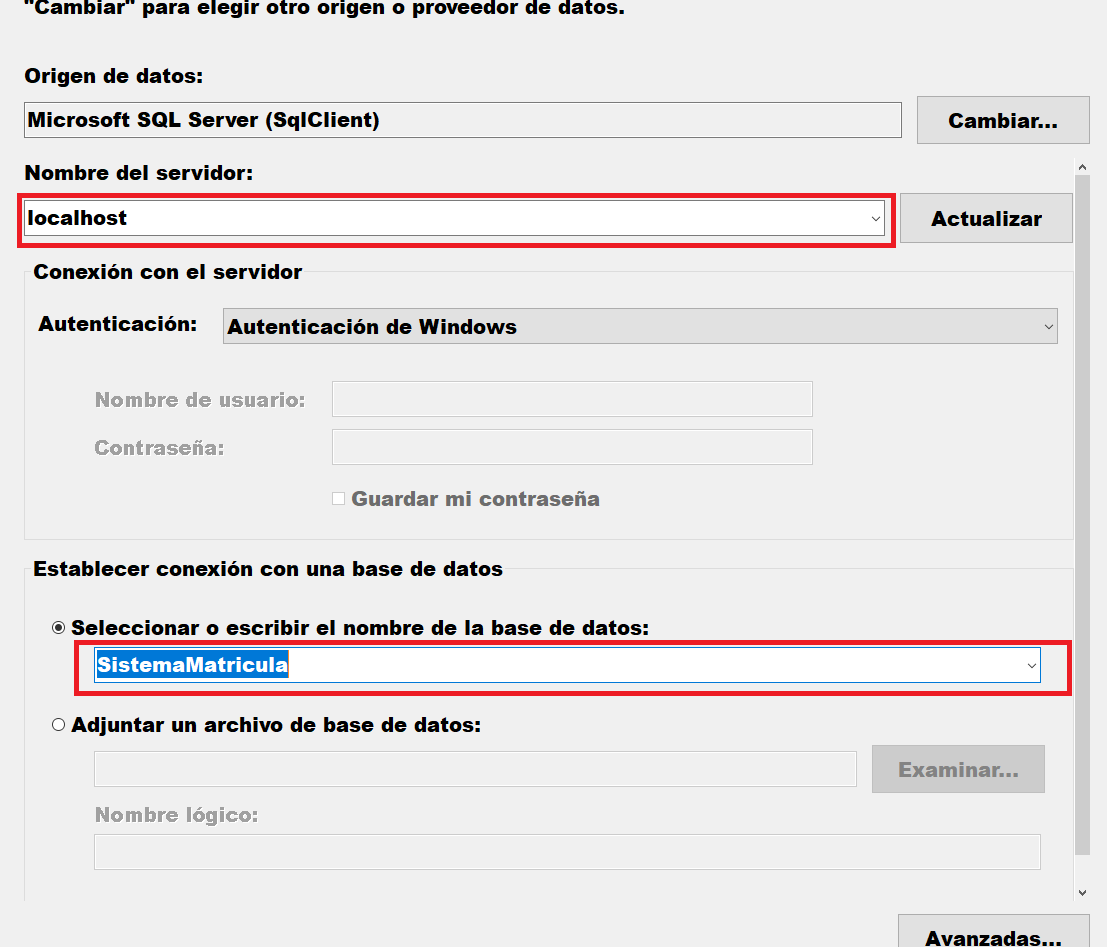 "Cambiar" para elegir otro origen o proveedor de datos.
Origen de datos:
Microsoft SQL Server (SqlClient)
Cambiar...
Nombre del servidor:
localhost
Actualizar
Conexión con el servidor
Autenticación:
Autenticación de Windows
Nombre de usuario:
Contraseña:
Guardar mi contraseña
Establecer conexión con una base de datos
Seleccionar o escribir el nombre de la base de datos:
SistemaMatricula
Adjuntar un archivo de base de datos:
Examinar...
Nombre lógico:
Avanzadas...